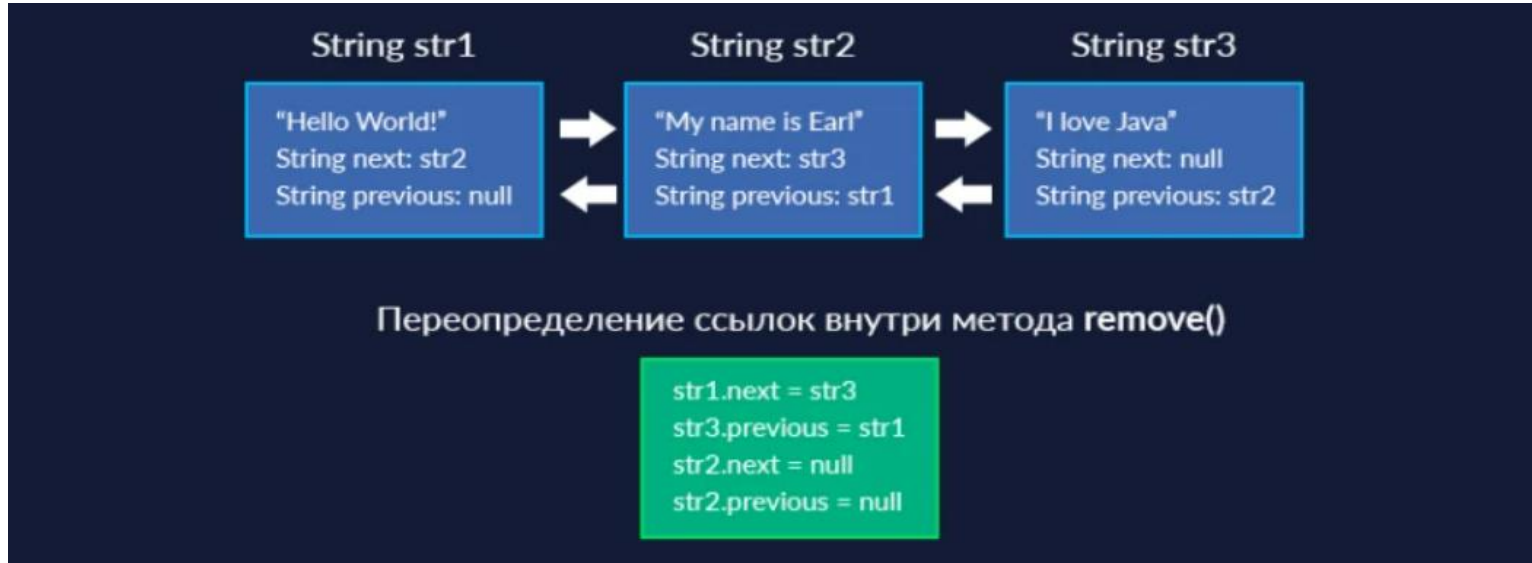 String str1
String str2
String str3
“Hello World!”
String next: str2
String previous: null
“My name is Earl”
String next: str3
String previous: str1
“I love Java”
String next: null
String previous: str2
Переопределение ссылок внутри метода remove()
str1.next = str3
str3.previous = str1
str2.next = null
str2.previous = null